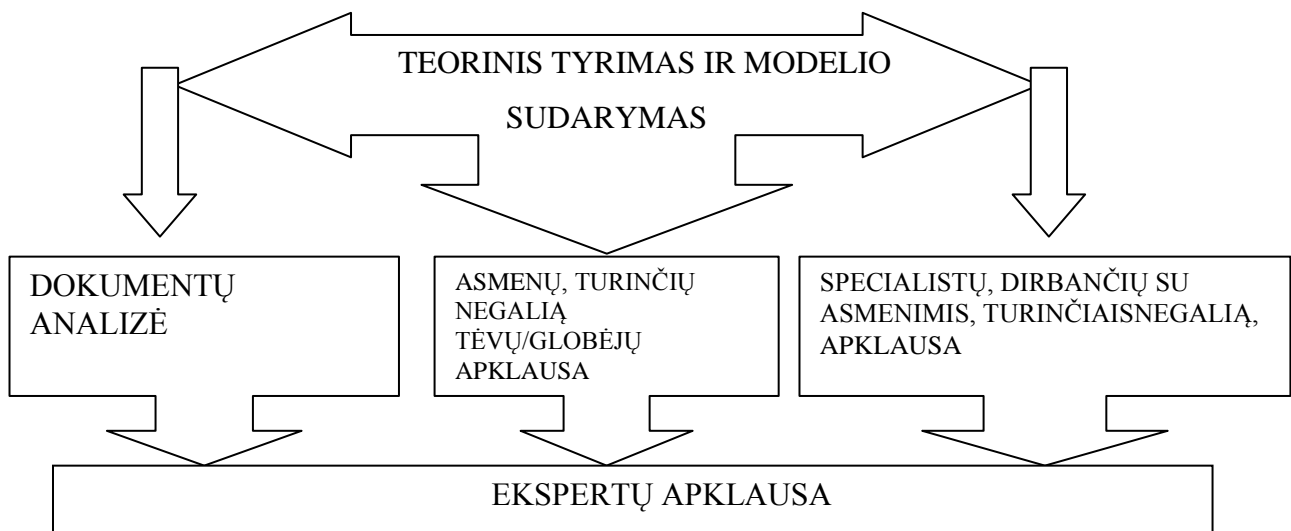 TEORINIS TYRIMAS IR MODELIO
SUDARYMAS
DOKUMENTŲ
ANALIZĖ
ASMENŲ, TURINČIŲ
NEGALIĄ
TĖVŲ/GLOBĖJŲ
APKLAUSA
SPECIALISTŲ, DIRBANČIŲ SU
ASMENIMIS, TURINČIAISNEGALIĄ,
APKLAUSA
EKSPERTŲ APKLAUSA